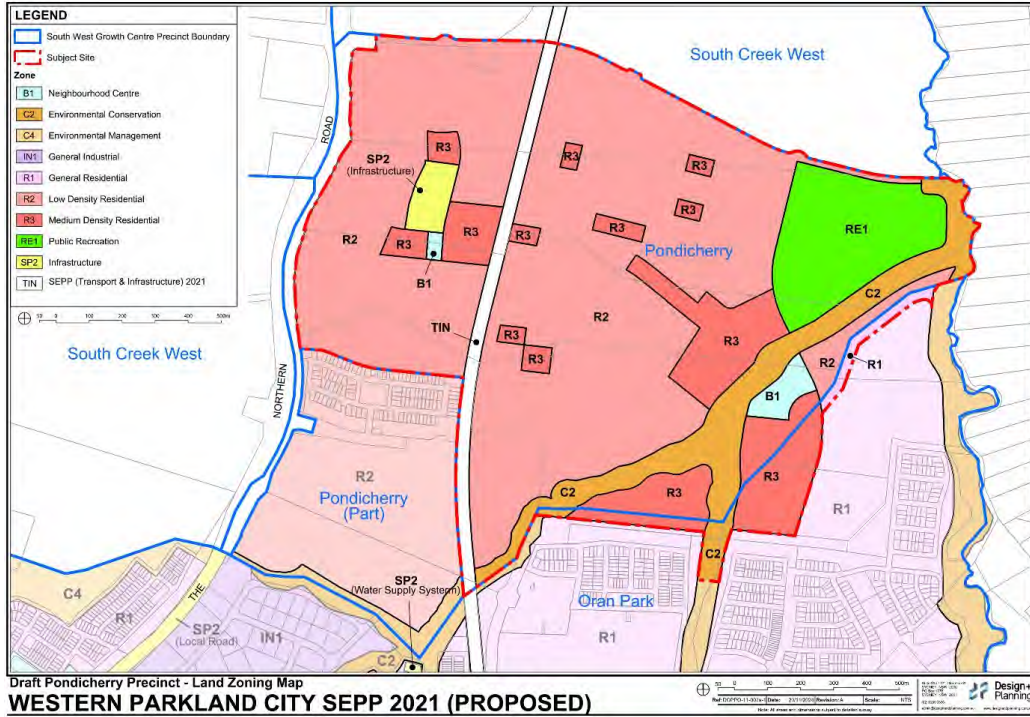 LEGEND
South West Growth Centre Precinct Boundary
Subject Site
Zone
B1 Neighbourhood Centre
C2 Environmental Conservation
C4 Environmental Management
IN1 General Industrial
R1 General Residential
R2 Low Density Residential
R3 Medium Density Residential
RE1 Public Recreation
SP2 Infrastructure
TIN SEPP (Transport & Infrastructure) 2021
South Creek West
ROAD
R3
SP2
(Infrastructure)
R3
R3
R3
R3
RE1
R2
R3
R3
R3
R3
Pondicherry
B1
C2
R2
TIN
R3
R3
R3
R2
R1
South Creek West
B1
NORTHERN
R2
Pondicherry
(Part)
R3
R3
C2
R1
C2
SP2
(Water Supply System)
C4
R1
THE
SP2
(Local Road)
IN1
Oran Park
R1
C2
Draft Pondicherry Precinct - Land Zoning Map
WESTERN PARKLAND CITY SEPP 2021 (PROPOSED)
Design+
Planning